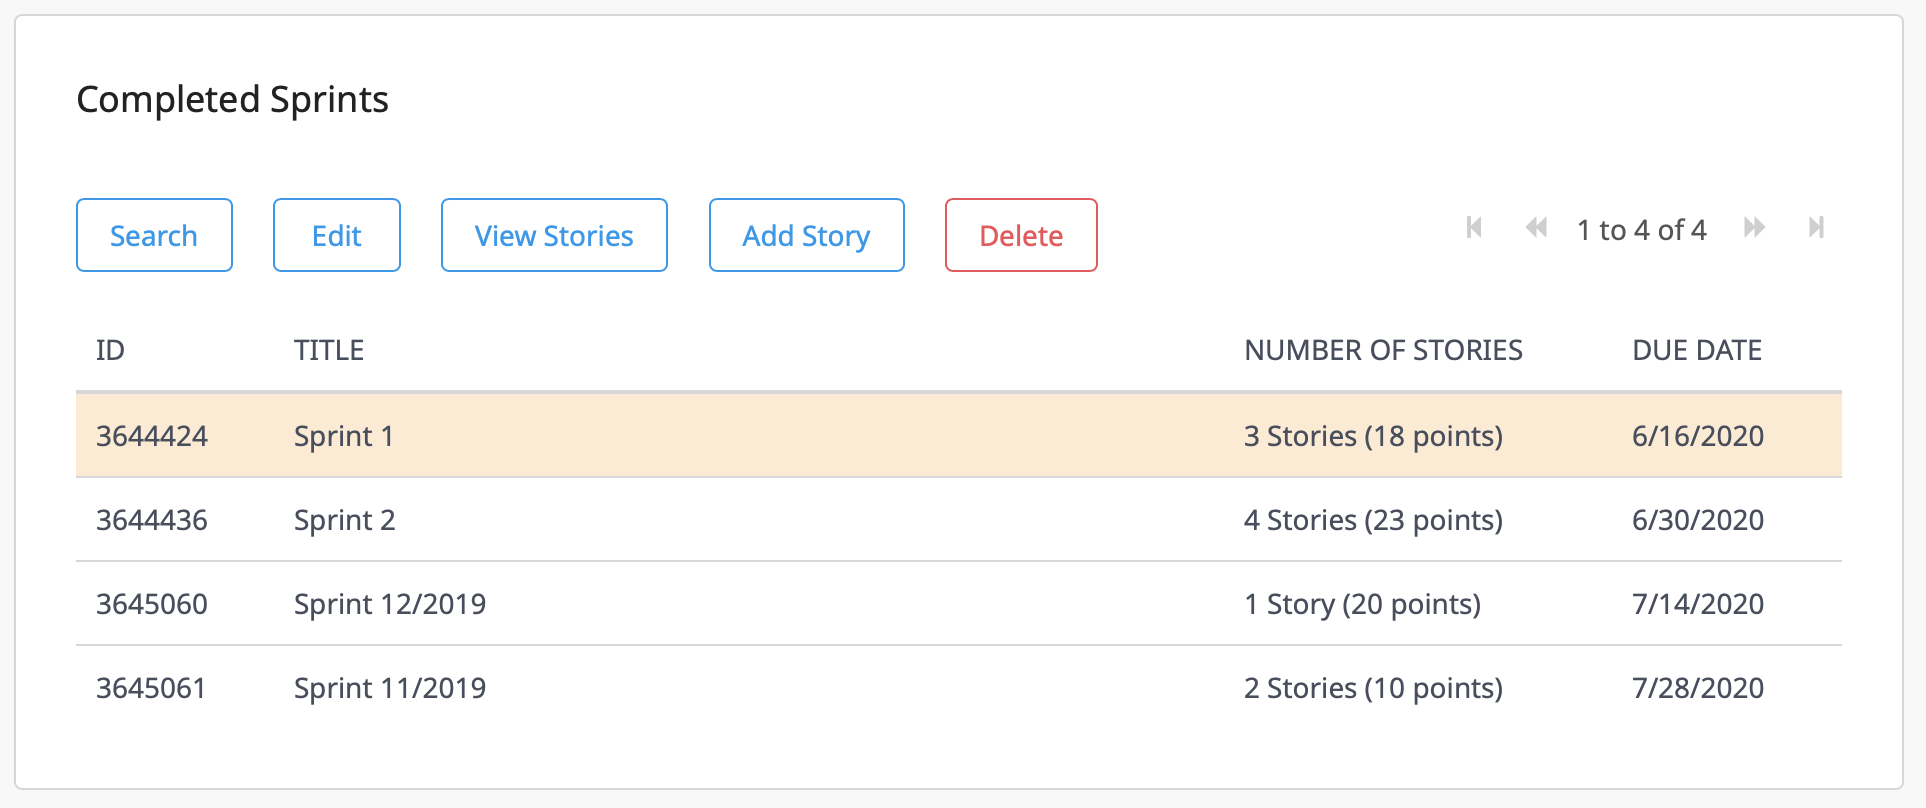 Completed Sprints
Search Edit View Stories Add Story Delete 1 to 4 of 4
ID TITLE NUMBER OF STORIES DUE DATE
3644424 Sprint 1 3 Stories (18 points) 6/16/2020
3644436 Sprint 2 4 Stories (23 points) 6/30/2020
3645060 Sprint 12/2019 1 Story (20 points) 7/14/2020
3645061 Sprint 11/2019 2 Stories (10 points) 7/28/2020